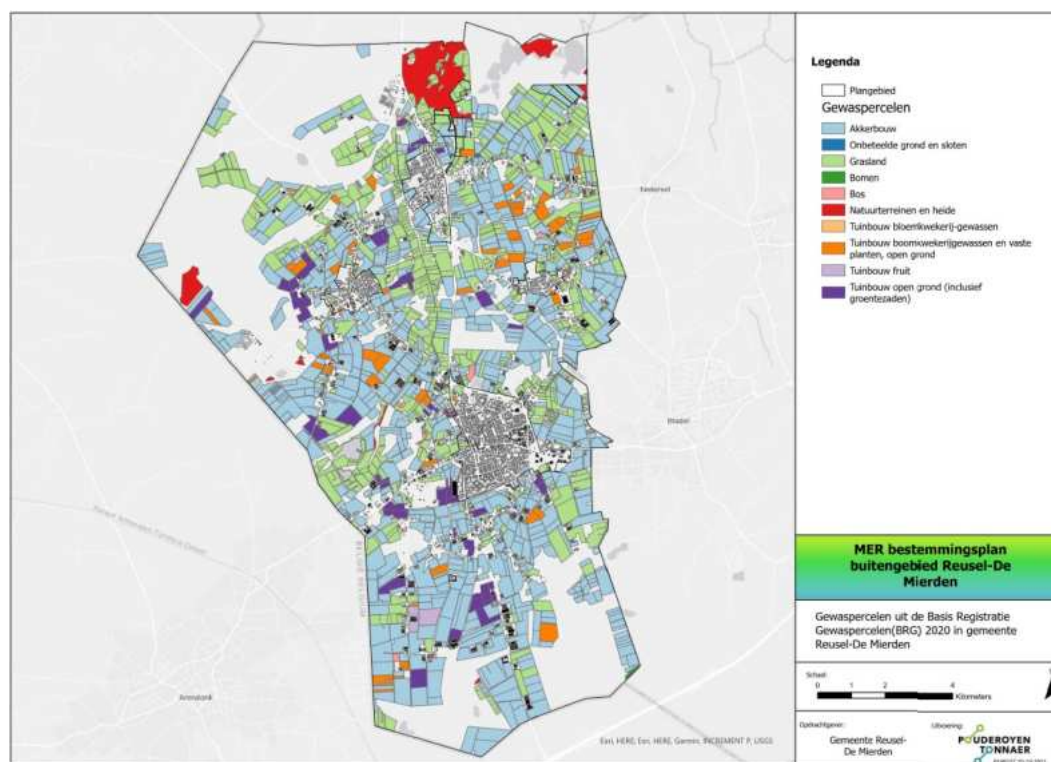 Legenda
Plangebied
Gewaspercelen
Akkerbouw
Onbeteelde grond en sloten
Grasland
Bomen
Bos
Natuurterreinen en heide
Tuinbouw bloemkwekerij-gewassen
Tuinbouw boomkwekerijgewassen en vaste
planten, open grond
Tuinbouw fruit
Tuinbouw open grond (inclusief
groentezaden)
MER bestemmingsplan
buitengebied Reusel-De
Mierden
Gewaspercelen uit de Basis Registratie
Gewaspercelen(BRG) 2020 in gemeente
Reusel-De Mierden
Schaal:
0 1 2 4
Kilometers
Opdrachtgever:
Gemeente Reusel-
De Mierden
Uitvoering:
POUDEROYEN
TONNAER
Bladel
Arendonk
Esri, HERE, Esri, HERE, Garmin, INCREMENT P, USGS